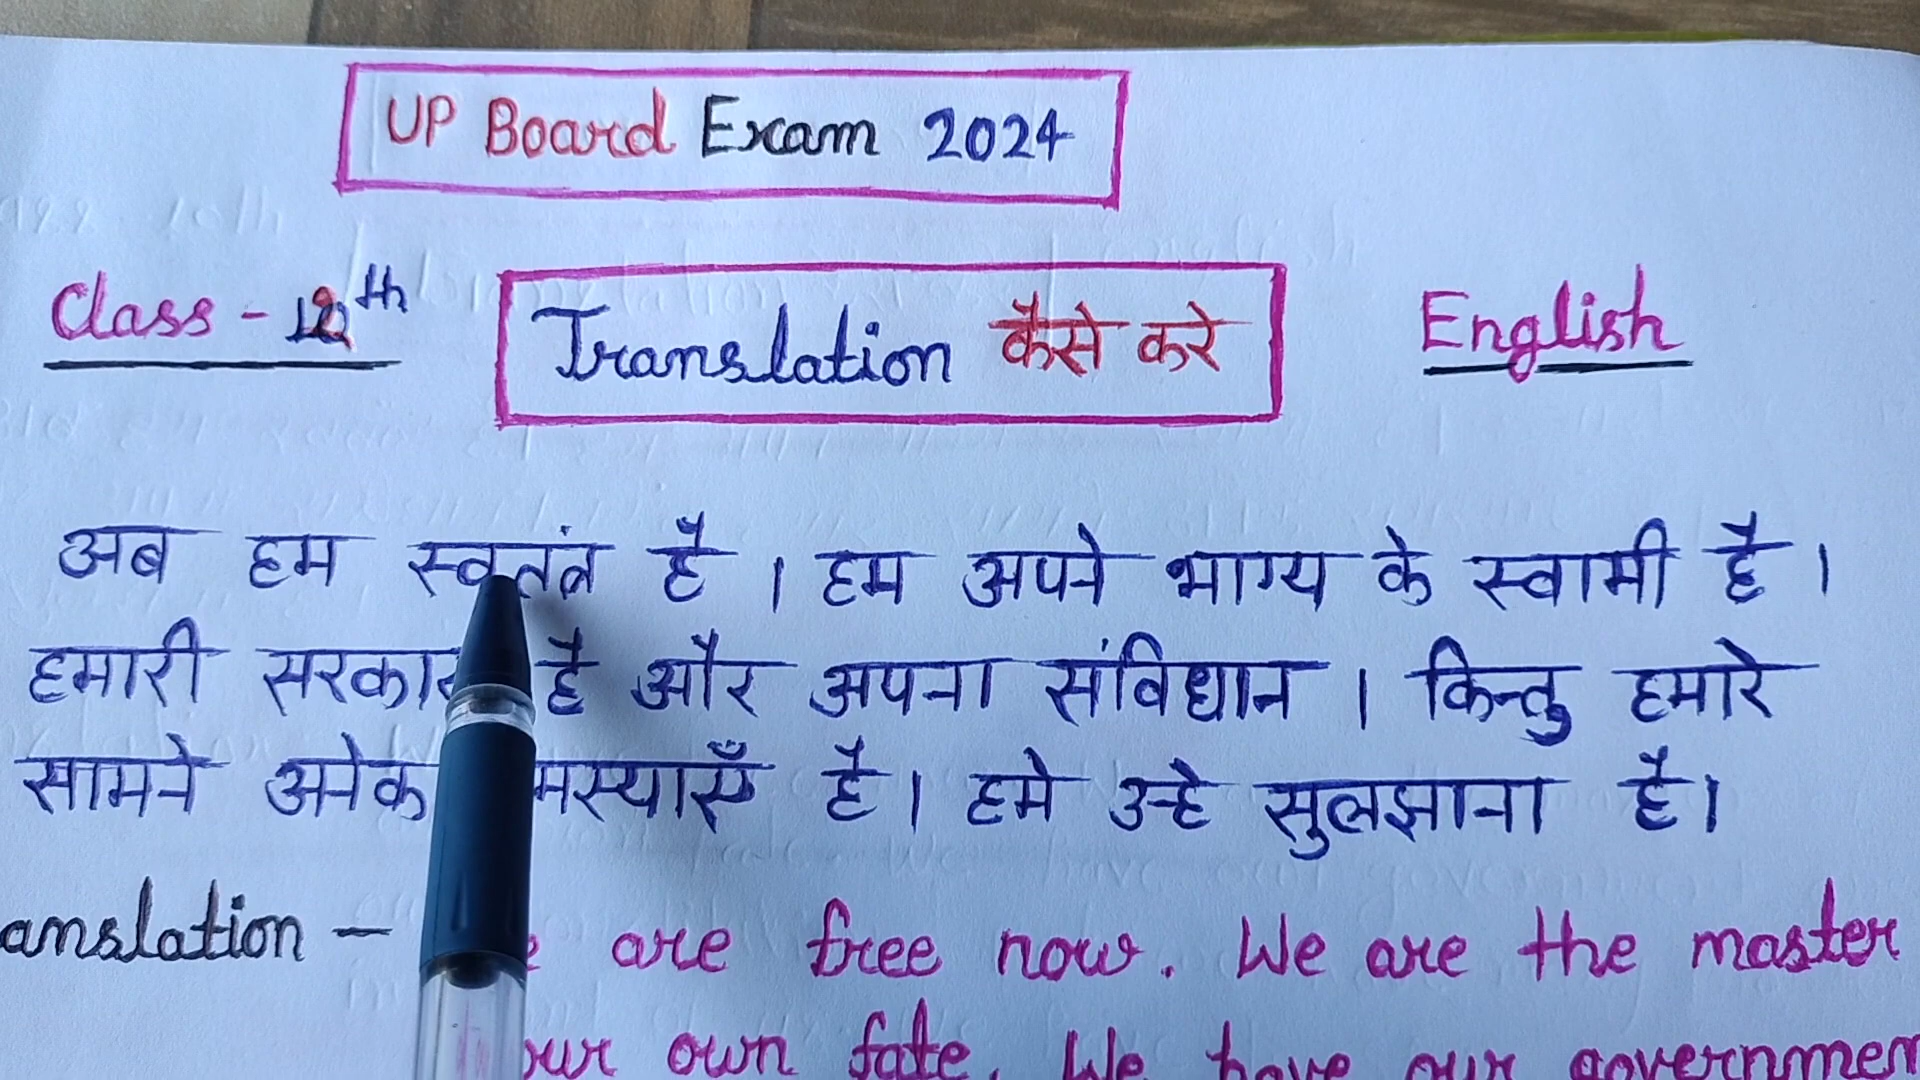 UP Board Exam 2024
Class - 12th
Translation कैसे करे
English
अब हम स्वतंत्र है । हम अपने भाग्य के स्वामी है ।
हमारी सरकार है और अपना संविधान । किन्तु हमारे
सामने अनेक है । हमे उन्हे सुलझाना है।
anslation - are free now. We are the master
own fate. We have our governmen